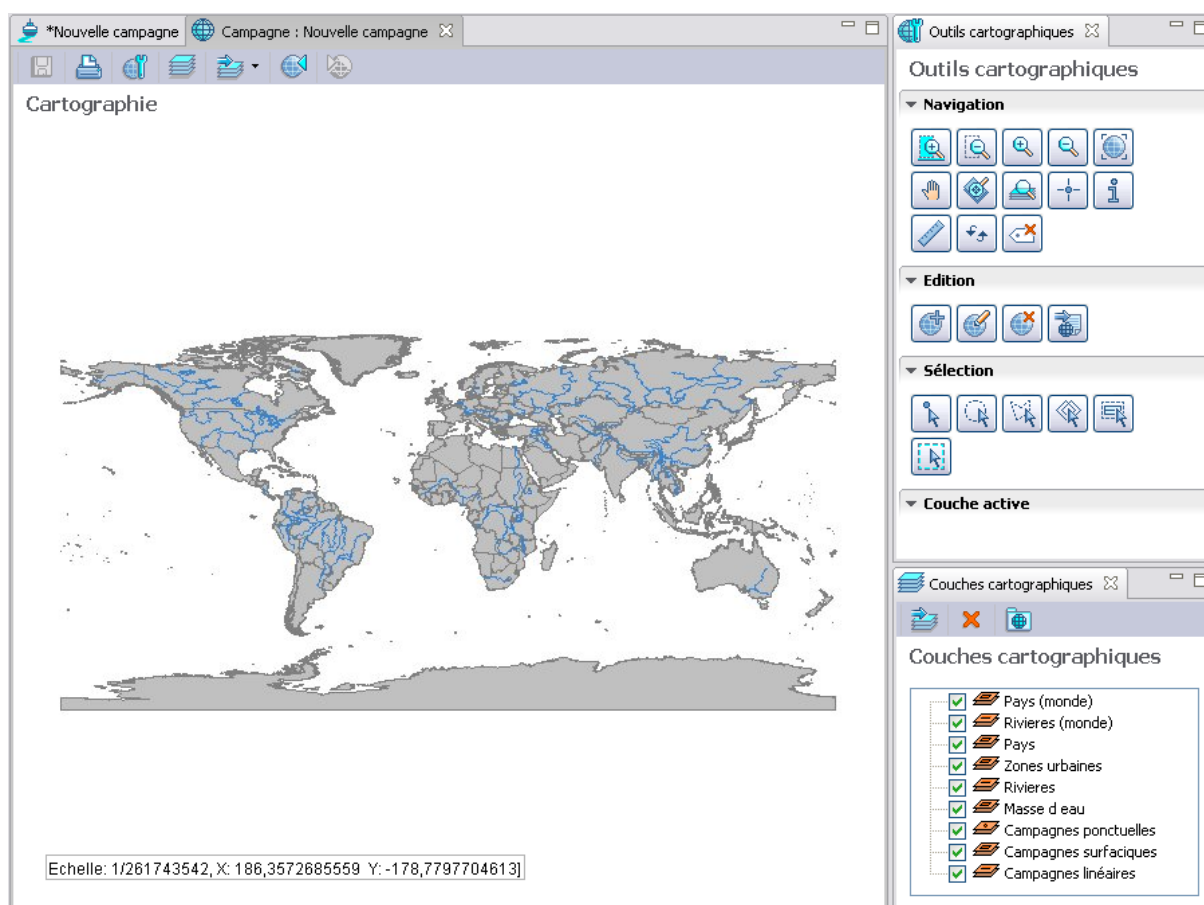 *Nouvelle campagne
Campagne : Nouvelle campagne
Cartographie
Echelle: 1/261743542, X: 186,3572685559 Y: -178,7797704613]
Outils cartographiques
Outils cartographiques
Navigation
Edition
Sélection
Couche active
Couches cartographiques
Couches cartographiques
Pays (monde)
Rivieres (monde)
Pays
Zones urbaines
Rivieres
Masse d eau
Campagnes ponctuelles
Campagnes surfaciques
Campagnes linéaires